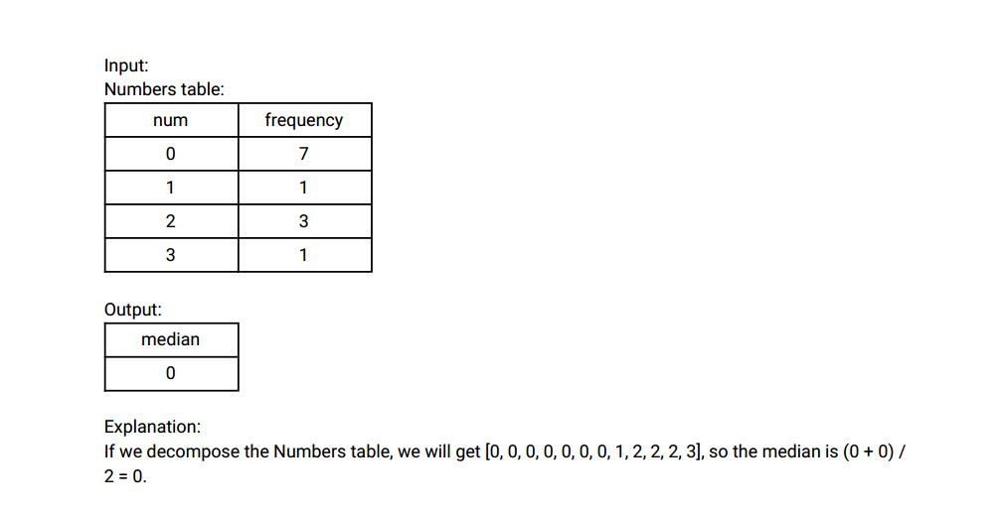 Input:
Numbers table:
num frequency
0 7
1 1
2 3
3 1
Output:
median
0
Explanation:
If we decompose the Numbers table, we will get [0, 0, 0, 0, 0, 0, 0, 1, 2, 2, 2, 3], so the median is (0 + 0) /
2 = 0.